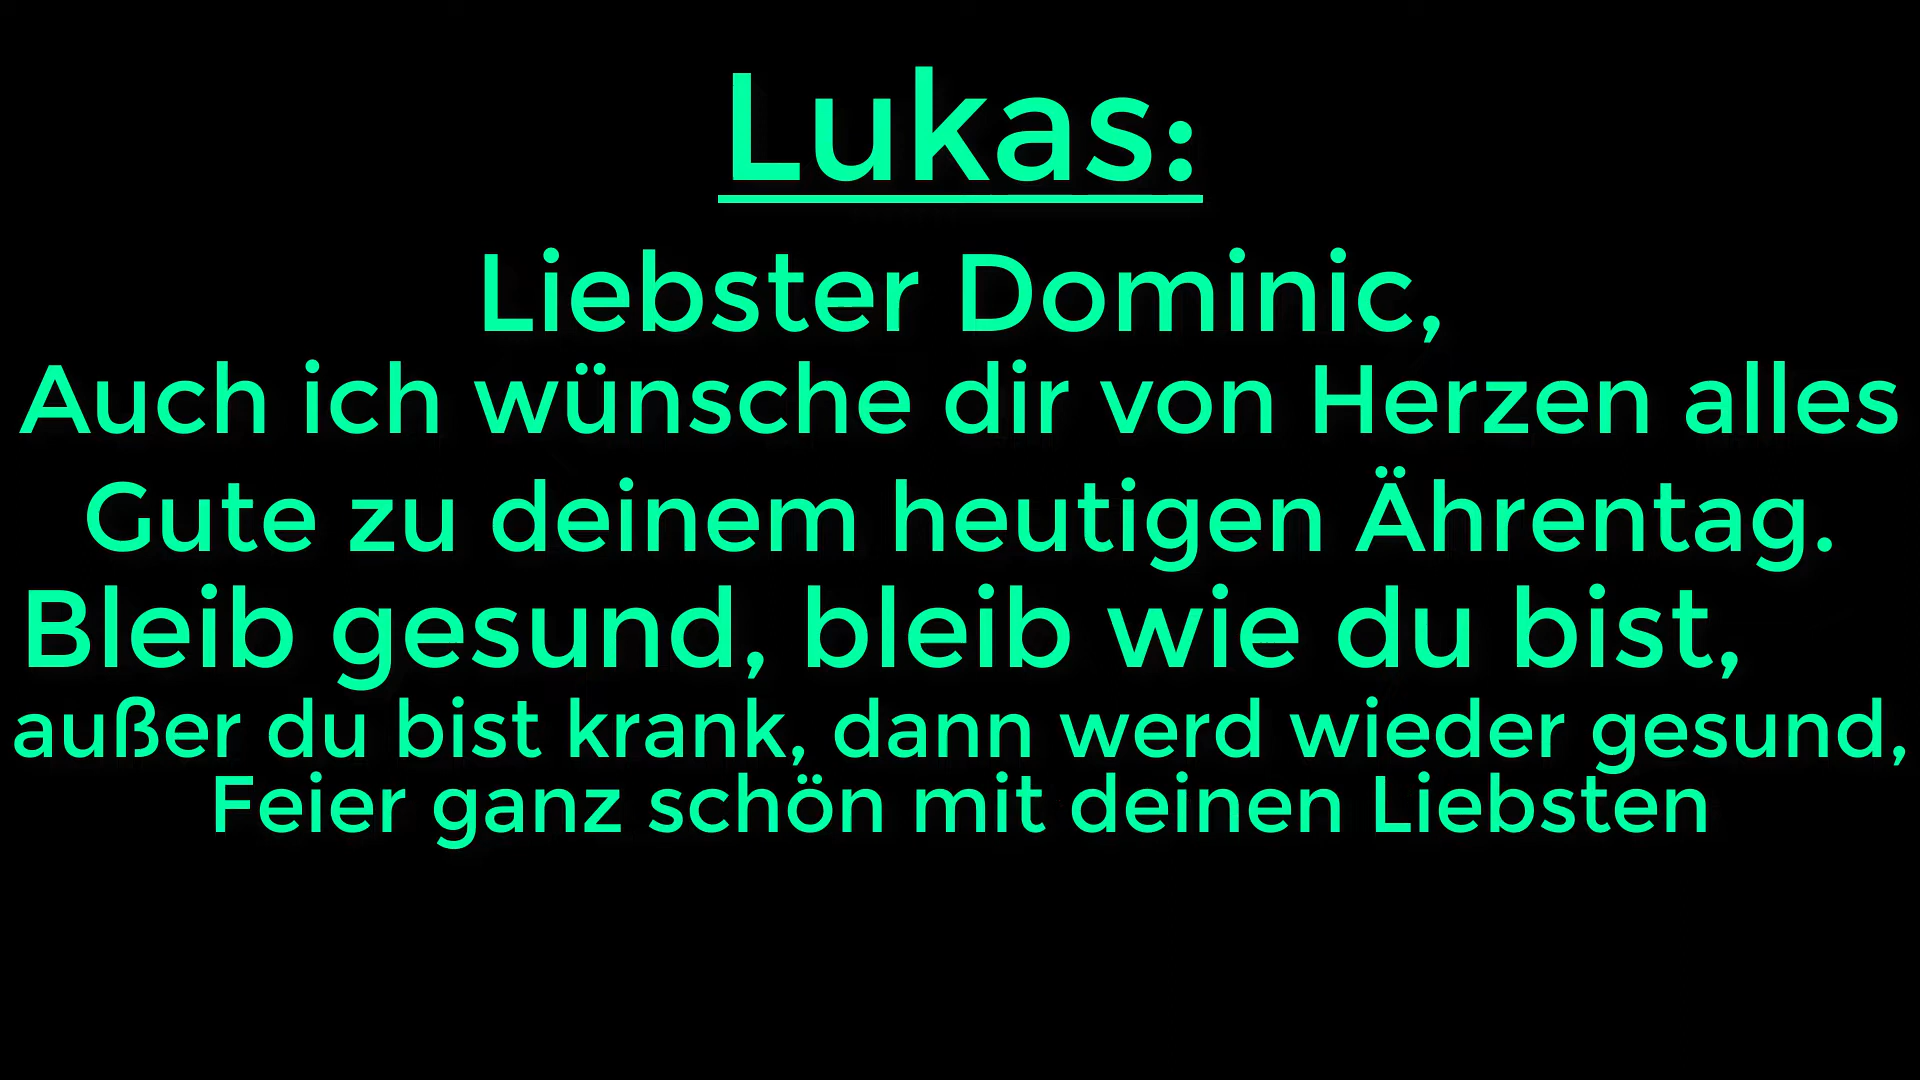 Lukas:
Liebster Dominic,
Auch ich wünsche dir von Herzen alles
Gute zu deinem heutigen Ährentag.
Bleib gesund, bleib wie du bist,
außer du bist krank, dann werd wieder gesund,
Feier ganz schön mit deinen Liebsten